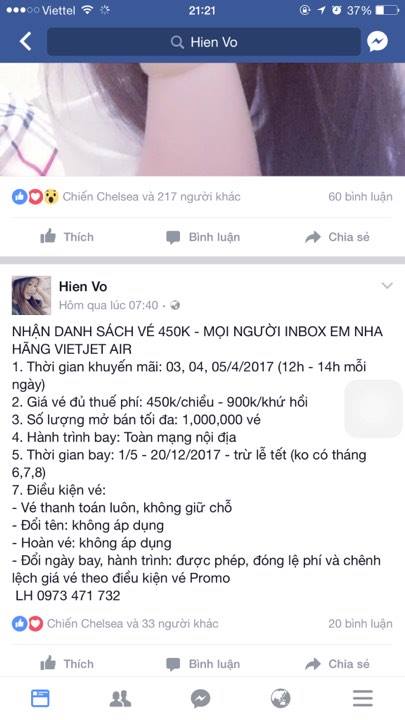 Viettel 21:21 37%
Hien Vo
Chiến Chelsea và 217 người khác 60 bình luận
Thích Bình luận Chia sẻ
Hien Vo
Hôm qua lúc 07:40 ·
NHẬN DANH SÁCH VÉ 450K - MỌI NGƯỜI INBOX EM NHA
HÃNG VIETJET AIR
1. Thời gian khuyến mãi: 03, 04, 05/4/2017 (12h - 14h mỗi
ngày)
2. Giá vé đủ thuế phí: 450k/chiều - 900k/khứ hồi
3. Số lượng mở bán tối đa: 1,000,000 vé
4. Hành trình bay: Toàn mạng nội địa
5. Thời gian bay: 1/5 - 20/12/2017 - trừ lễ tết (ko có tháng
6,7,8)
7. Điều kiện vé:
- Vé thanh toán luôn, không giữ chỗ
- Đổi tên: không áp dụng
- Hoàn vé: không áp dụng
- Đổi ngày bay, hành trình: được phép, đóng lệ phí và chênh
lệch giá vé theo điều kiện vé Promo
LH 0973 471 732
Chiến Chelsea và 33 người khác 20 bình luận
Thích Bình luận Chia sẻ